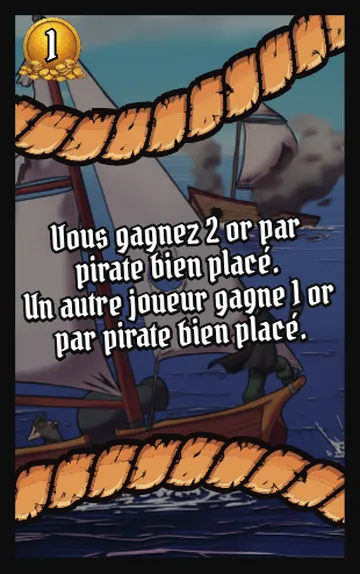 1
Vous gagnez 2 or par
pirate bien placé.
Un autre joueur gagne 1 or
par pirate bien placé.